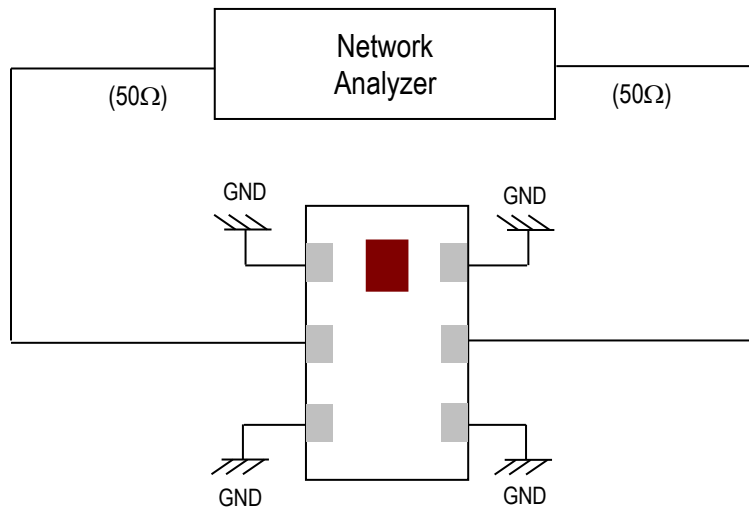 Network
Analyzer
(50Ω)
(50Ω)
GND
GND
GND
GND